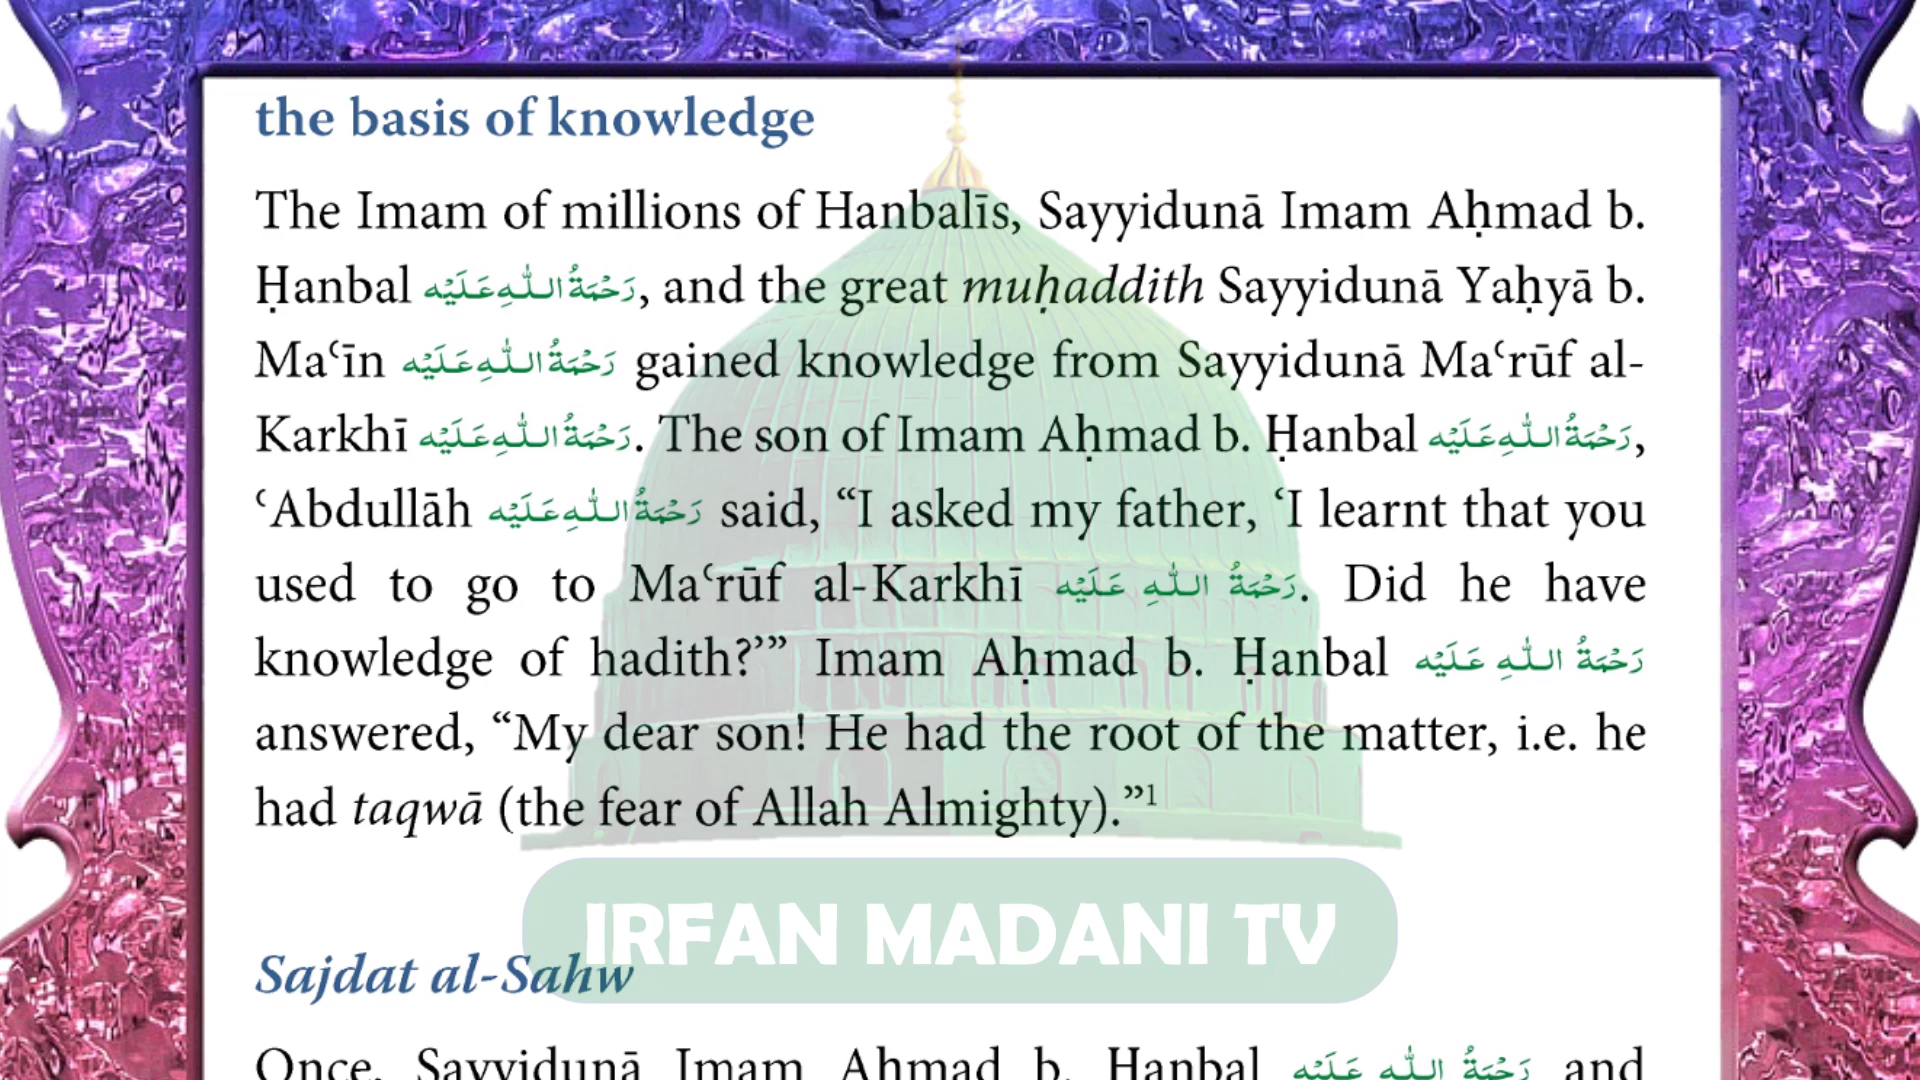 the basis of knowledge
The Imam of millions of Hanbalīs, Sayyidunā Imam Aḥmad b.
Ḥanbal رَحْمَةُ اللّٰهِ عَلَيْه, and the great muḥaddith Sayyidunā Yaḥyā b.
Maʿīn رَحْمَةُ اللّٰهِ عَلَيْه gained knowledge from Sayyidunā Maʿrūf al-
Karkhī رَحْمَةُ اللّٰهِ عَلَيْه. The son of Imam Aḥmad b. Ḥanbal رَحْمَةُ اللّٰهِ عَلَيْه,
ʿAbdullāh رَحْمَةُ اللّٰهِ عَلَيْه said, “I asked my father, ‘I learnt that you
used to go to Maʿrūf al-Karkhī رَحْمَةُ اللّٰهِ عَلَيْه. Did he have
knowledge of hadith?’” Imam Aḥmad b. Ḥanbal رَحْمَةُ اللّٰهِ عَلَيْه
answered, “My dear son! He had the root of the matter, i.e. he
had taqwā (the fear of Allah Almighty).”¹
IRFAN MADANI TV
Sajdat al-Sahw
Once, Sayyidunā Imam Aḥmad b. Ḥanbal رَحْمَةُ اللّٰهِ عَلَيْه and